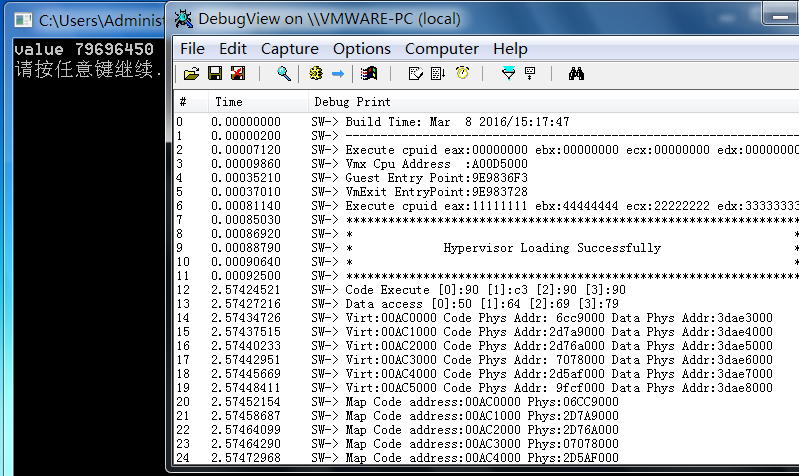 C:\Users\Administ
value 79696450
请按任意键继续.
DebugView on \\VMWARE-PC (local)
File Edit Capture Options Computer Help
# Time Debug Print
0 0.00000000 SW-> Build Time: Mar  8 2016/15:17:47
1 0.00000200 SW-> ------------------------------------------------------------------
2 0.00007120 SW-> Execute cpuid eax:00000000 ebx:00000000 ecx:00000000 edx:00000000
3 0.00009860 SW-> Vmx Cpu Address  :A00D5000
4 0.00035210 SW-> Guest Entry Point:9E9836F3
5 0.00037010 SW-> VmExit EntryPoint:9E983728
6 0.00081140 SW-> Execute cpuid eax:11111111 ebx:44444444 ecx:22222222 edx:33333333
7 0.00085030 SW-> ******************************************************************
8 0.00086920 SW-> * *
9 0.00088790 SW-> * Hypervisor Loading Successfully *
10 0.00090640 SW-> * *
11 0.00092500 SW-> ******************************************************************
12 2.57424521 SW-> Code Execute [0]:90 [1]:c3 [2]:90 [3]:90
13 2.57427216 SW-> Data access [0]:50 [1]:64 [2]:69 [3]:79
14 2.57434726 SW-> Virt:00AC0000 Code Phys Addr: 6cc9000 Data Phys Addr:3dae3000
15 2.57437515 SW-> Virt:00AC1000 Code Phys Addr:2d7a9000 Data Phys Addr:3dae4000
16 2.57440233 SW-> Virt:00AC2000 Code Phys Addr:2d76a000 Data Phys Addr:3dae5000
17 2.57442951 SW-> Virt:00AC3000 Code Phys Addr: 7078000 Data Phys Addr:3dae6000
18 2.57445669 SW-> Virt:00AC4000 Code Phys Addr:2d5af000 Data Phys Addr:3dae7000
19 2.57448411 SW-> Virt:00AC5000 Code Phys Addr: 9fcf000 Data Phys Addr:3dae8000
20 2.57452154 SW-> Map Code address:00AC0000 Phys:06CC9000
21 2.57458687 SW-> Map Code address:00AC1000 Phys:2D7A9000
22 2.57464099 SW-> Map Code address:00AC2000 Phys:2D76A000
23 2.57464290 SW-> Map Code address:00AC3000 Phys:07078000
24 2.57472968 SW-> Map Code address:00AC4000 Phys:2D5AF000